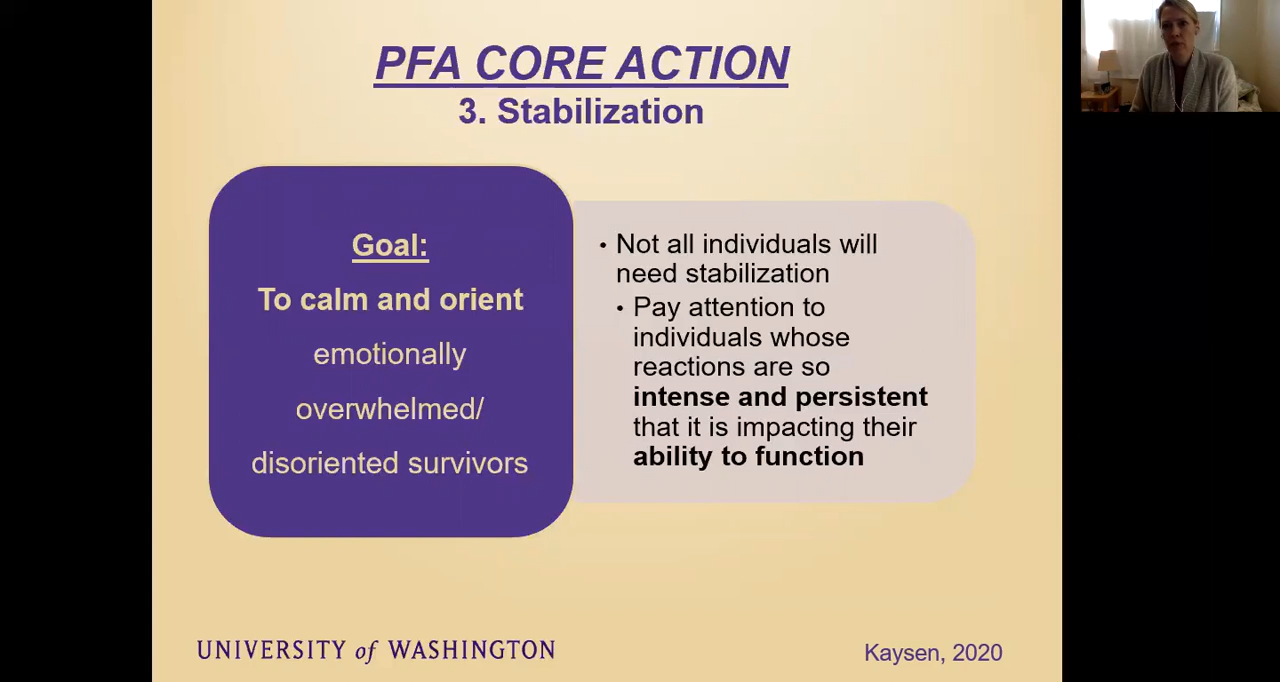 PFA CORE ACTION
3. Stabilization
Goal:
To calm and orient
emotionally
overwhelmed/
disoriented survivors
• Not all individuals will
need stabilization
• Pay attention to
individuals whose
reactions are so
intense and persistent
that it is impacting their
ability to function
UNIVERSITY of WASHINGTON
Kaysen, 2020